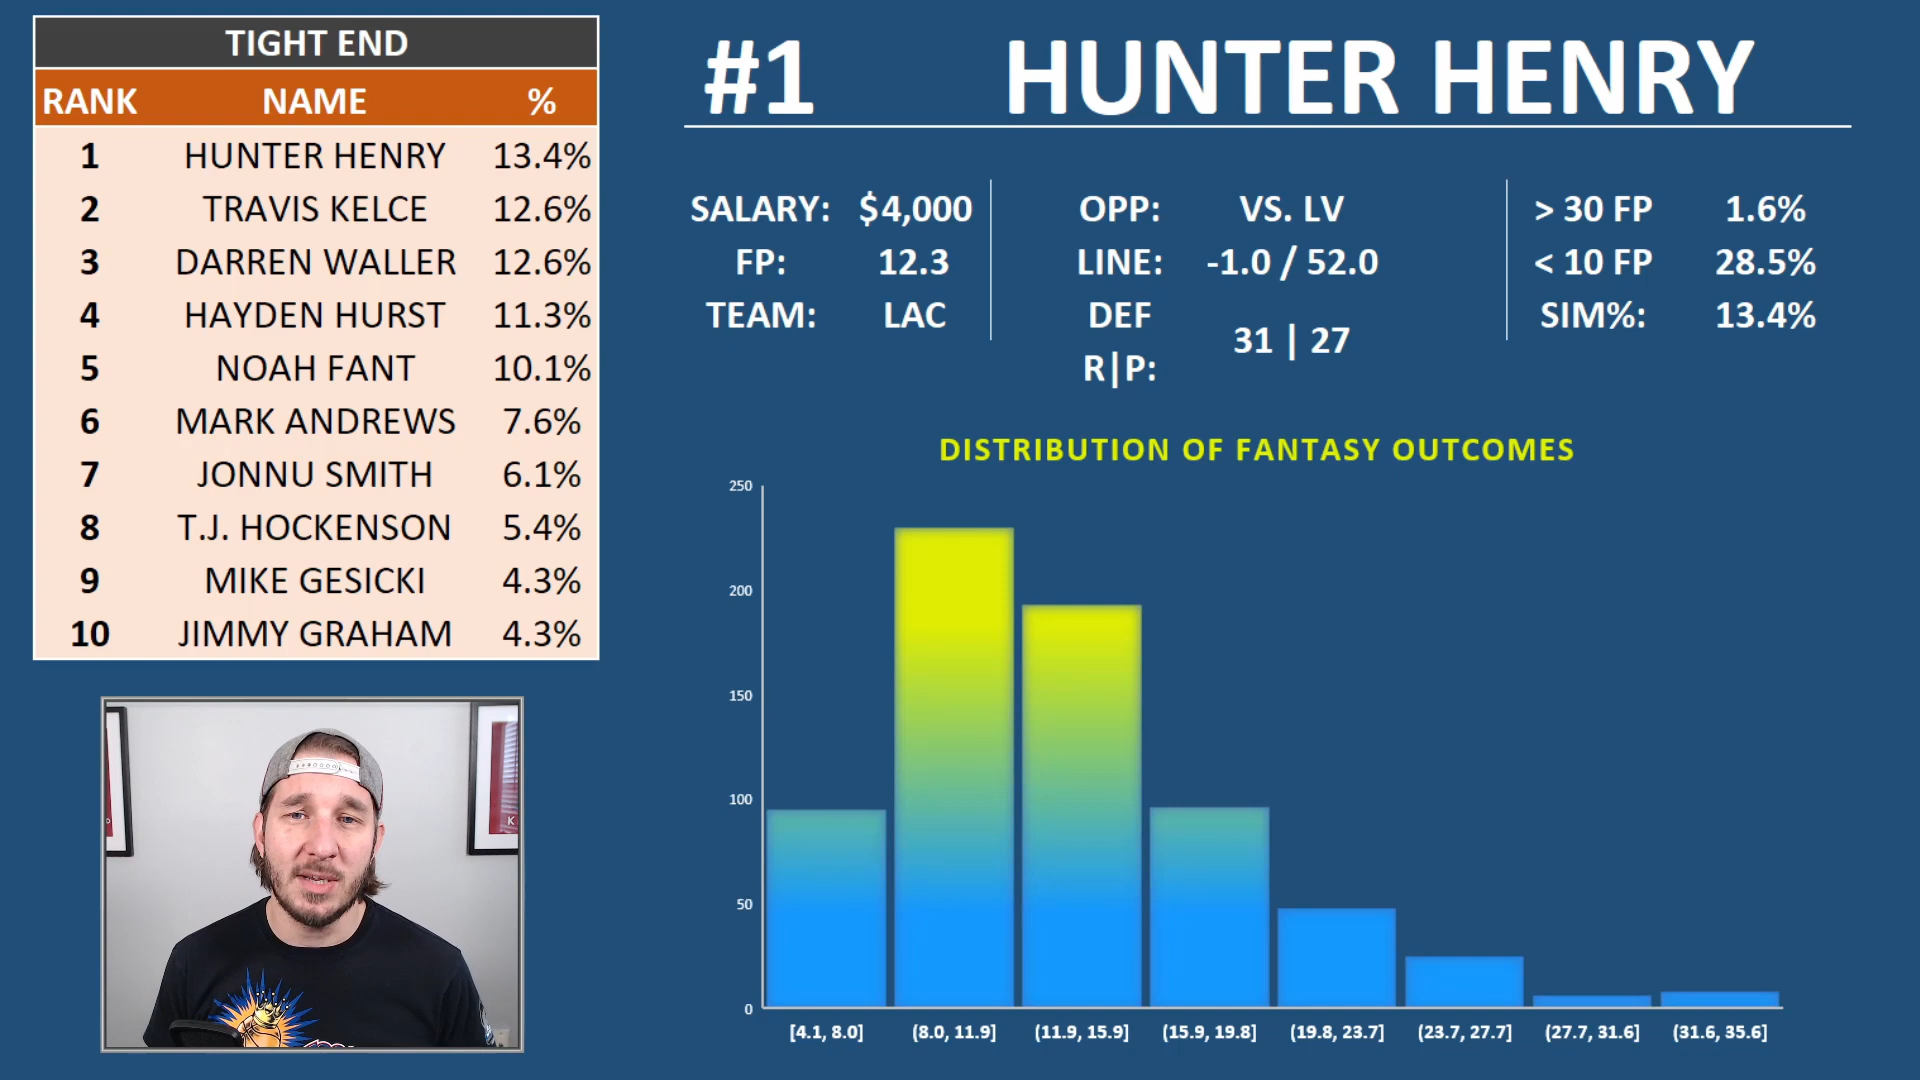 TIGHT END
RANK NAME %
1 HUNTER HENRY 13.4%
2 TRAVIS KELCE 12.6%
3 DARREN WALLER 12.6%
4 HAYDEN HURST 11.3%
5 NOAH FANT 10.1%
6 MARK ANDREWS 7.6%
7 JONNU SMITH 6.1%
8 T.J. HOCKENSON 5.4%
9 MIKE GESICKI 4.3%
10 JIMMY GRAHAM 4.3%
#1 HUNTER HENRY
SALARY: $4,000
FP: 12.3
TEAM: LAC
OPP: VS. LV
LINE: -1.0 / 52.0
DEF
R|P: 31 | 27
> 30 FP 1.6%
< 10 FP 28.5%
SIM%: 13.4%
DISTRIBUTION OF FANTASY OUTCOMES
250
200
150
100
50
0
[4.1, 8.0] (8.0, 11.9] (11.9, 15.9] (15.9, 19.8] (19.8, 23.7] (23.7, 27.7] (27.7, 31.6] (31.6, 35.6]